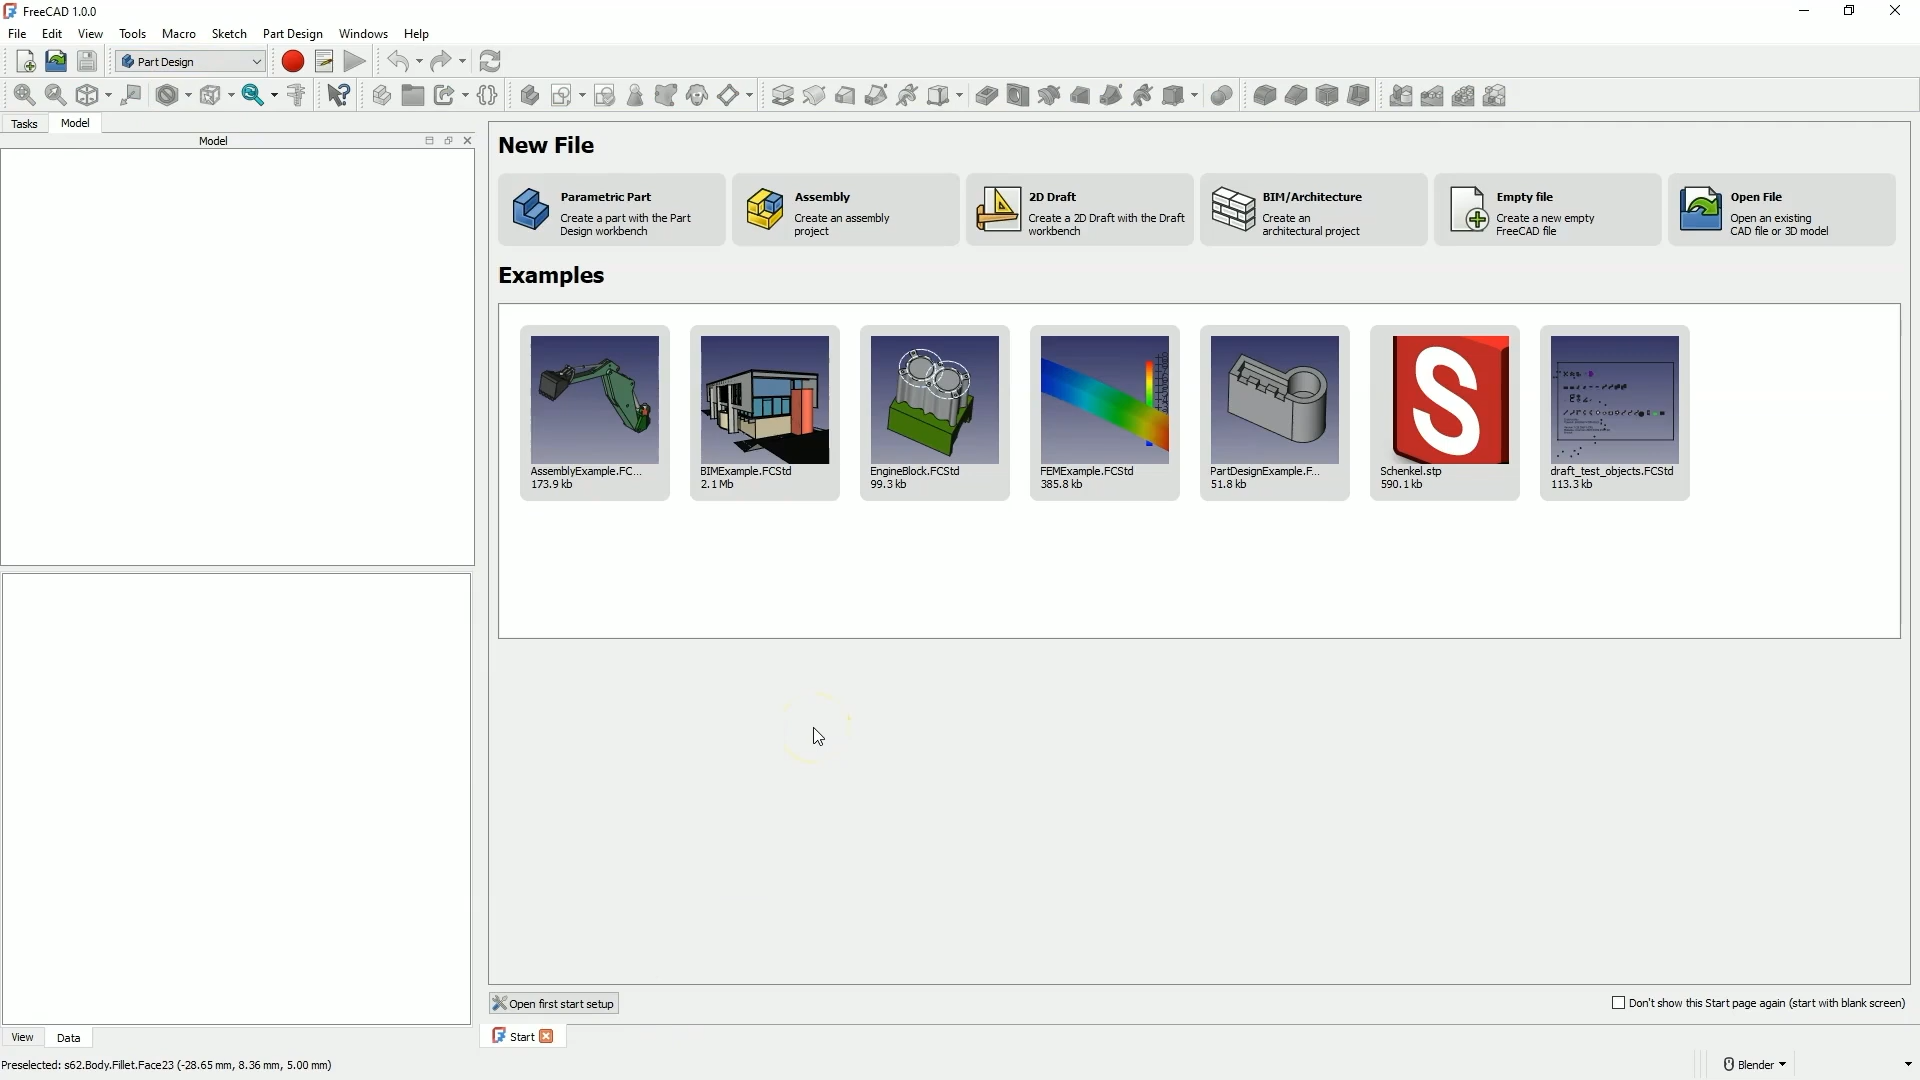 FreeCAD 1.0.0
File Edit View Tools Macro Sketch Part Design Windows Help
Part Design
Tasks Model
Model
New File
Parametric Part
Create a part with the Part
Design workbench
Assembly
Create an assembly
project
2D Draft
Create a 2D Draft with the Draft
workbench
BIM/Architecture
Create an
architectural project
Empty file
Create a new empty
FreeCAD file
Open File
Open an existing
CAD file or 3D model
Examples
AssemblyExample.FC...
173.9 kb
BIMExample.FCStd
2.1 Mb
EngineBlock.FCStd
99.3 kb
FEMExample.FCStd
385.8 kb
PartDesignExample.F...
51.8 kb
S
Schenkel.stp
590.1 kb
draft_test_objects.FCStd
113.3 kb
Open first start setup
Don't show this Start page again (start with blank screen)
View Data
Start
Preselected: s62.Body.Fillet.Face23 (-28.65 mm, 8.36 mm, 5.00 mm)
Blender